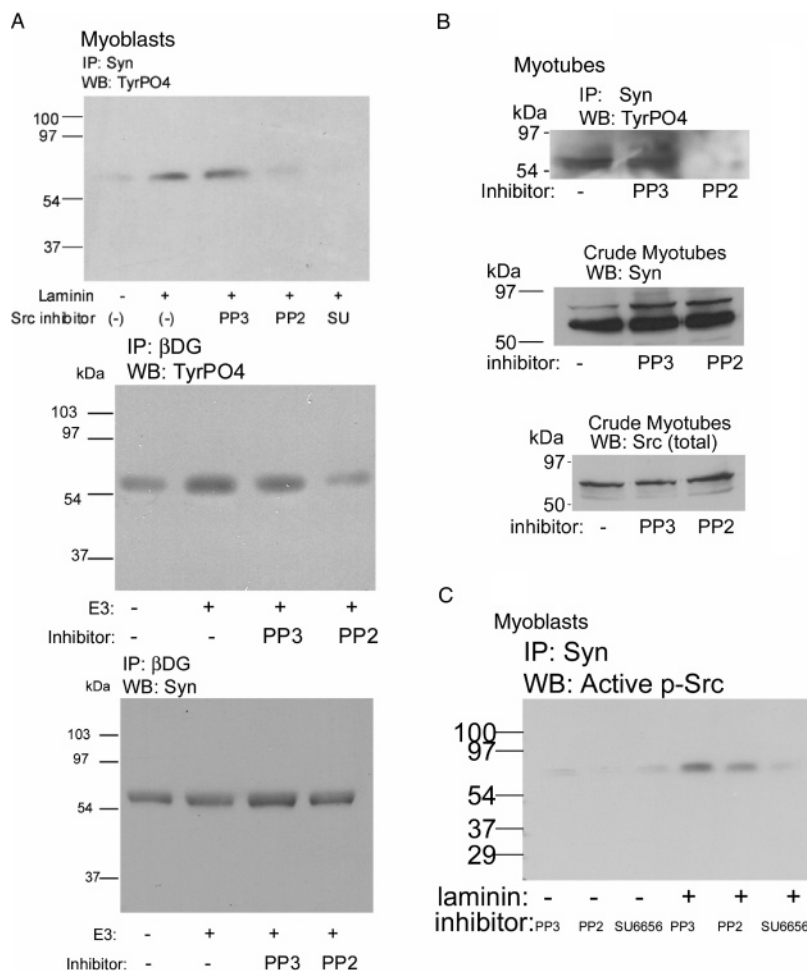 A
Myoblasts
IP: Syn
WB: TyrPO4
100
97
54
37
Laminin - + + + +
Src inhibitor (-) (-) PP3 PP2 SU
IP: βDG
WB: TyrPO4
kDa
103
97
54
37
E3: - + + +
Inhibitor: - - PP3 PP2
IP: βDG
WB: Syn
kDa
103
97
54
37
E3: - + + +
Inhibitor: - - PP3 PP2
B
Myotubes
IP: Syn
WB: TyrPO4
kDa
97
54
Inhibitor: - PP3 PP2
Crude Myotubes
WB: Syn
kDa
97
50
inhibitor: - PP3 PP2
Crude Myotubes
WB: Src (total)
kDa
97
50
inhibitor: - PP3 PP2
C
Myoblasts
IP: Syn
WB: Active p-Src
100
97
54
37
29
laminin: - - - + + +
inhibitor: PP3 PP2 SU6656 PP3 PP2 SU6656